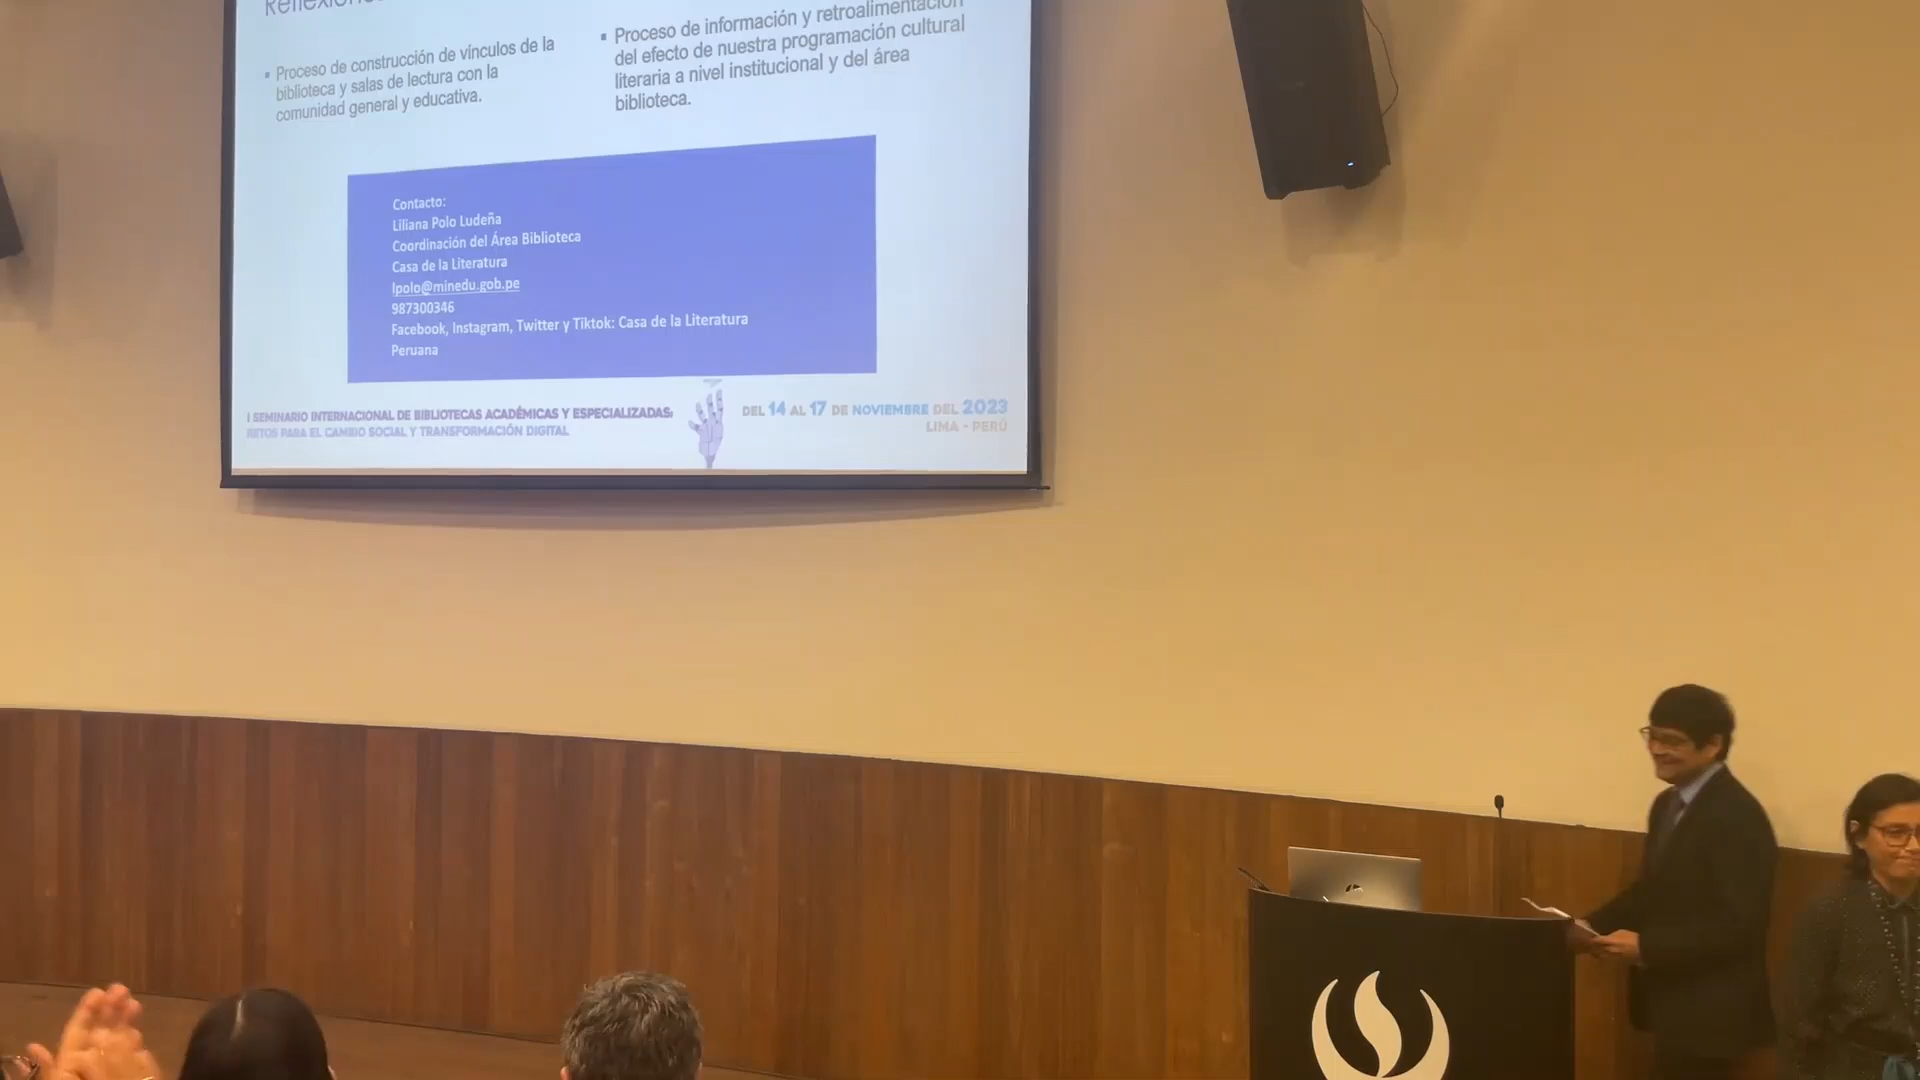 Proceso de construcción de vínculos de la
biblioteca y salas de lectura con la
comunidad general y educativa.
Proceso de información y retroalimentación
del efecto de nuestra programación cultural
literaria a nivel institucional y del área
biblioteca.
Contacto:
Liliana Polo Ludeña
Coordinación del Área Biblioteca
Casa de la Literatura
lpolo@minedu.gob.pe
987300346
Facebook, Instagram, Twitter y Tiktok: Casa de la Literatura
Peruana
I SEMINARIO INTERNACIONAL DE BIBLIOTECAS ACADÉMICAS Y ESPECIALIZADAS:
RETOS PARA EL CAMBIO SOCIAL Y TRANSFORMACIÓN DIGITAL
DEL 14 AL 17 DE NOVIEMBRE DEL 2023
LIMA - PERÚ